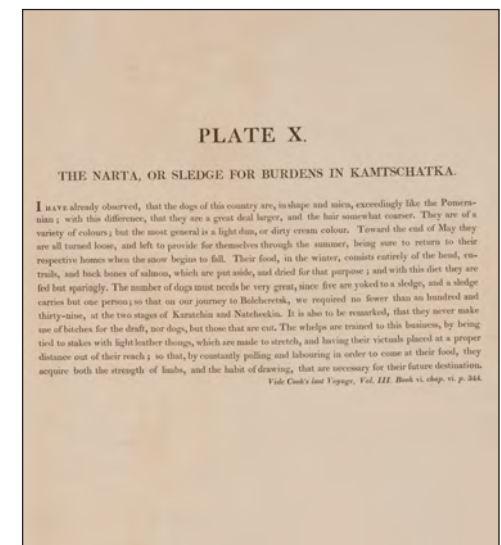 PLATE X.
THE NARTA, OR SLEDGE FOR BURDENS IN KAMTSCHATKA.
I HAVE already observed, that the dogs of this country are, in shape and mien, exceedingly like the Pomera-
nian; with this difference, that they are a great deal larger, and the hair somewhat coarser. They are of a
variety of colours; but the most general is a light dun, or dirty cream colour. Toward the end of May they
are all turned loose, and left to provide for themselves through the summer, being sure to return to their
respective homes when the snow begins to fall. Their food, in the winter, consists entirely of the head, en-
trails, and back bones of salmon, which are put aside, and dried for that purpose; and with this diet they are
fed but sparingly. The number of dogs must needs be very great, since five are yoked to a sledge, and a sledge
carries but one person; so that on our journey to Bolcheretsk, we required no fewer than an hundred and
thirty-nine, at the two stages of Karatchin and Natcheekin. It is also to be remarked, that they never make
use of bitches for the draft, nor dogs, but those that are cut. The whelps are trained to this business, by being
tied to stakes with light leather thongs, which are made to stretch, and having their victuals placed at a proper
distance out of their reach; so that, by constantly pulling and labouring in order to come at their food, they
acquire both the strength of limbs, and the habit of drawing, that are necessary for their future destination.
Vide Cook's last Voyage, Vol. III. Book vi. chap. vi. p. 344.